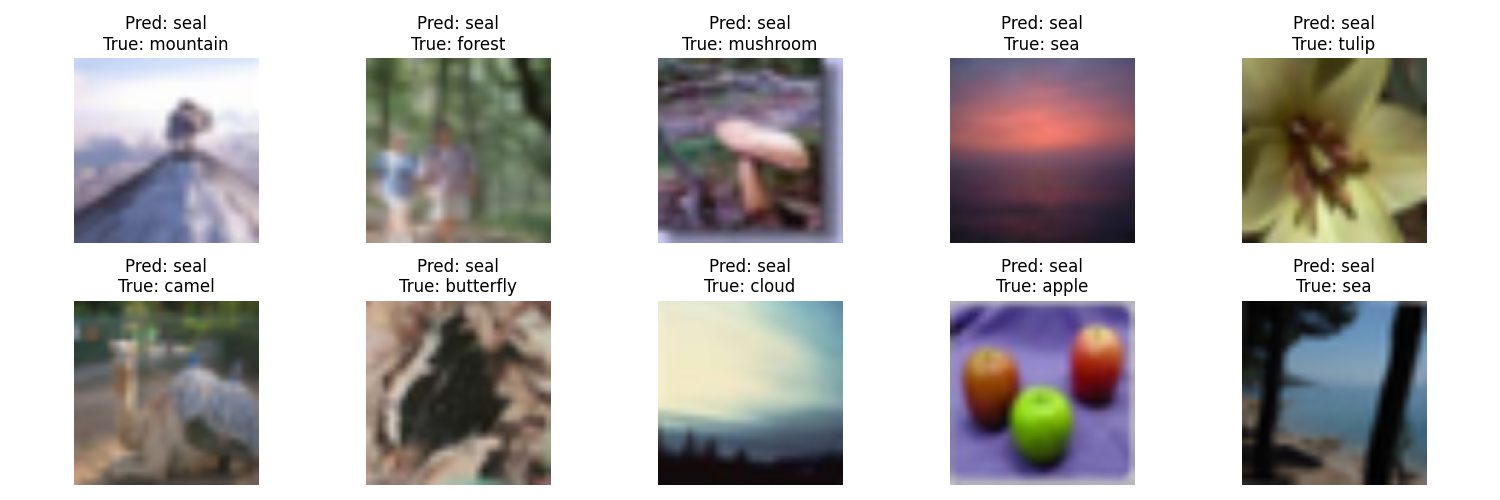 Pred: seal
True: mountain
Pred: seal
True: forest
Pred: seal
True: mushroom
Pred: seal
True: sea
Pred: seal
True: tulip
Pred: seal
True: camel
Pred: seal
True: butterfly
Pred: seal
True: cloud
Pred: seal
True: apple
Pred: seal
True: sea